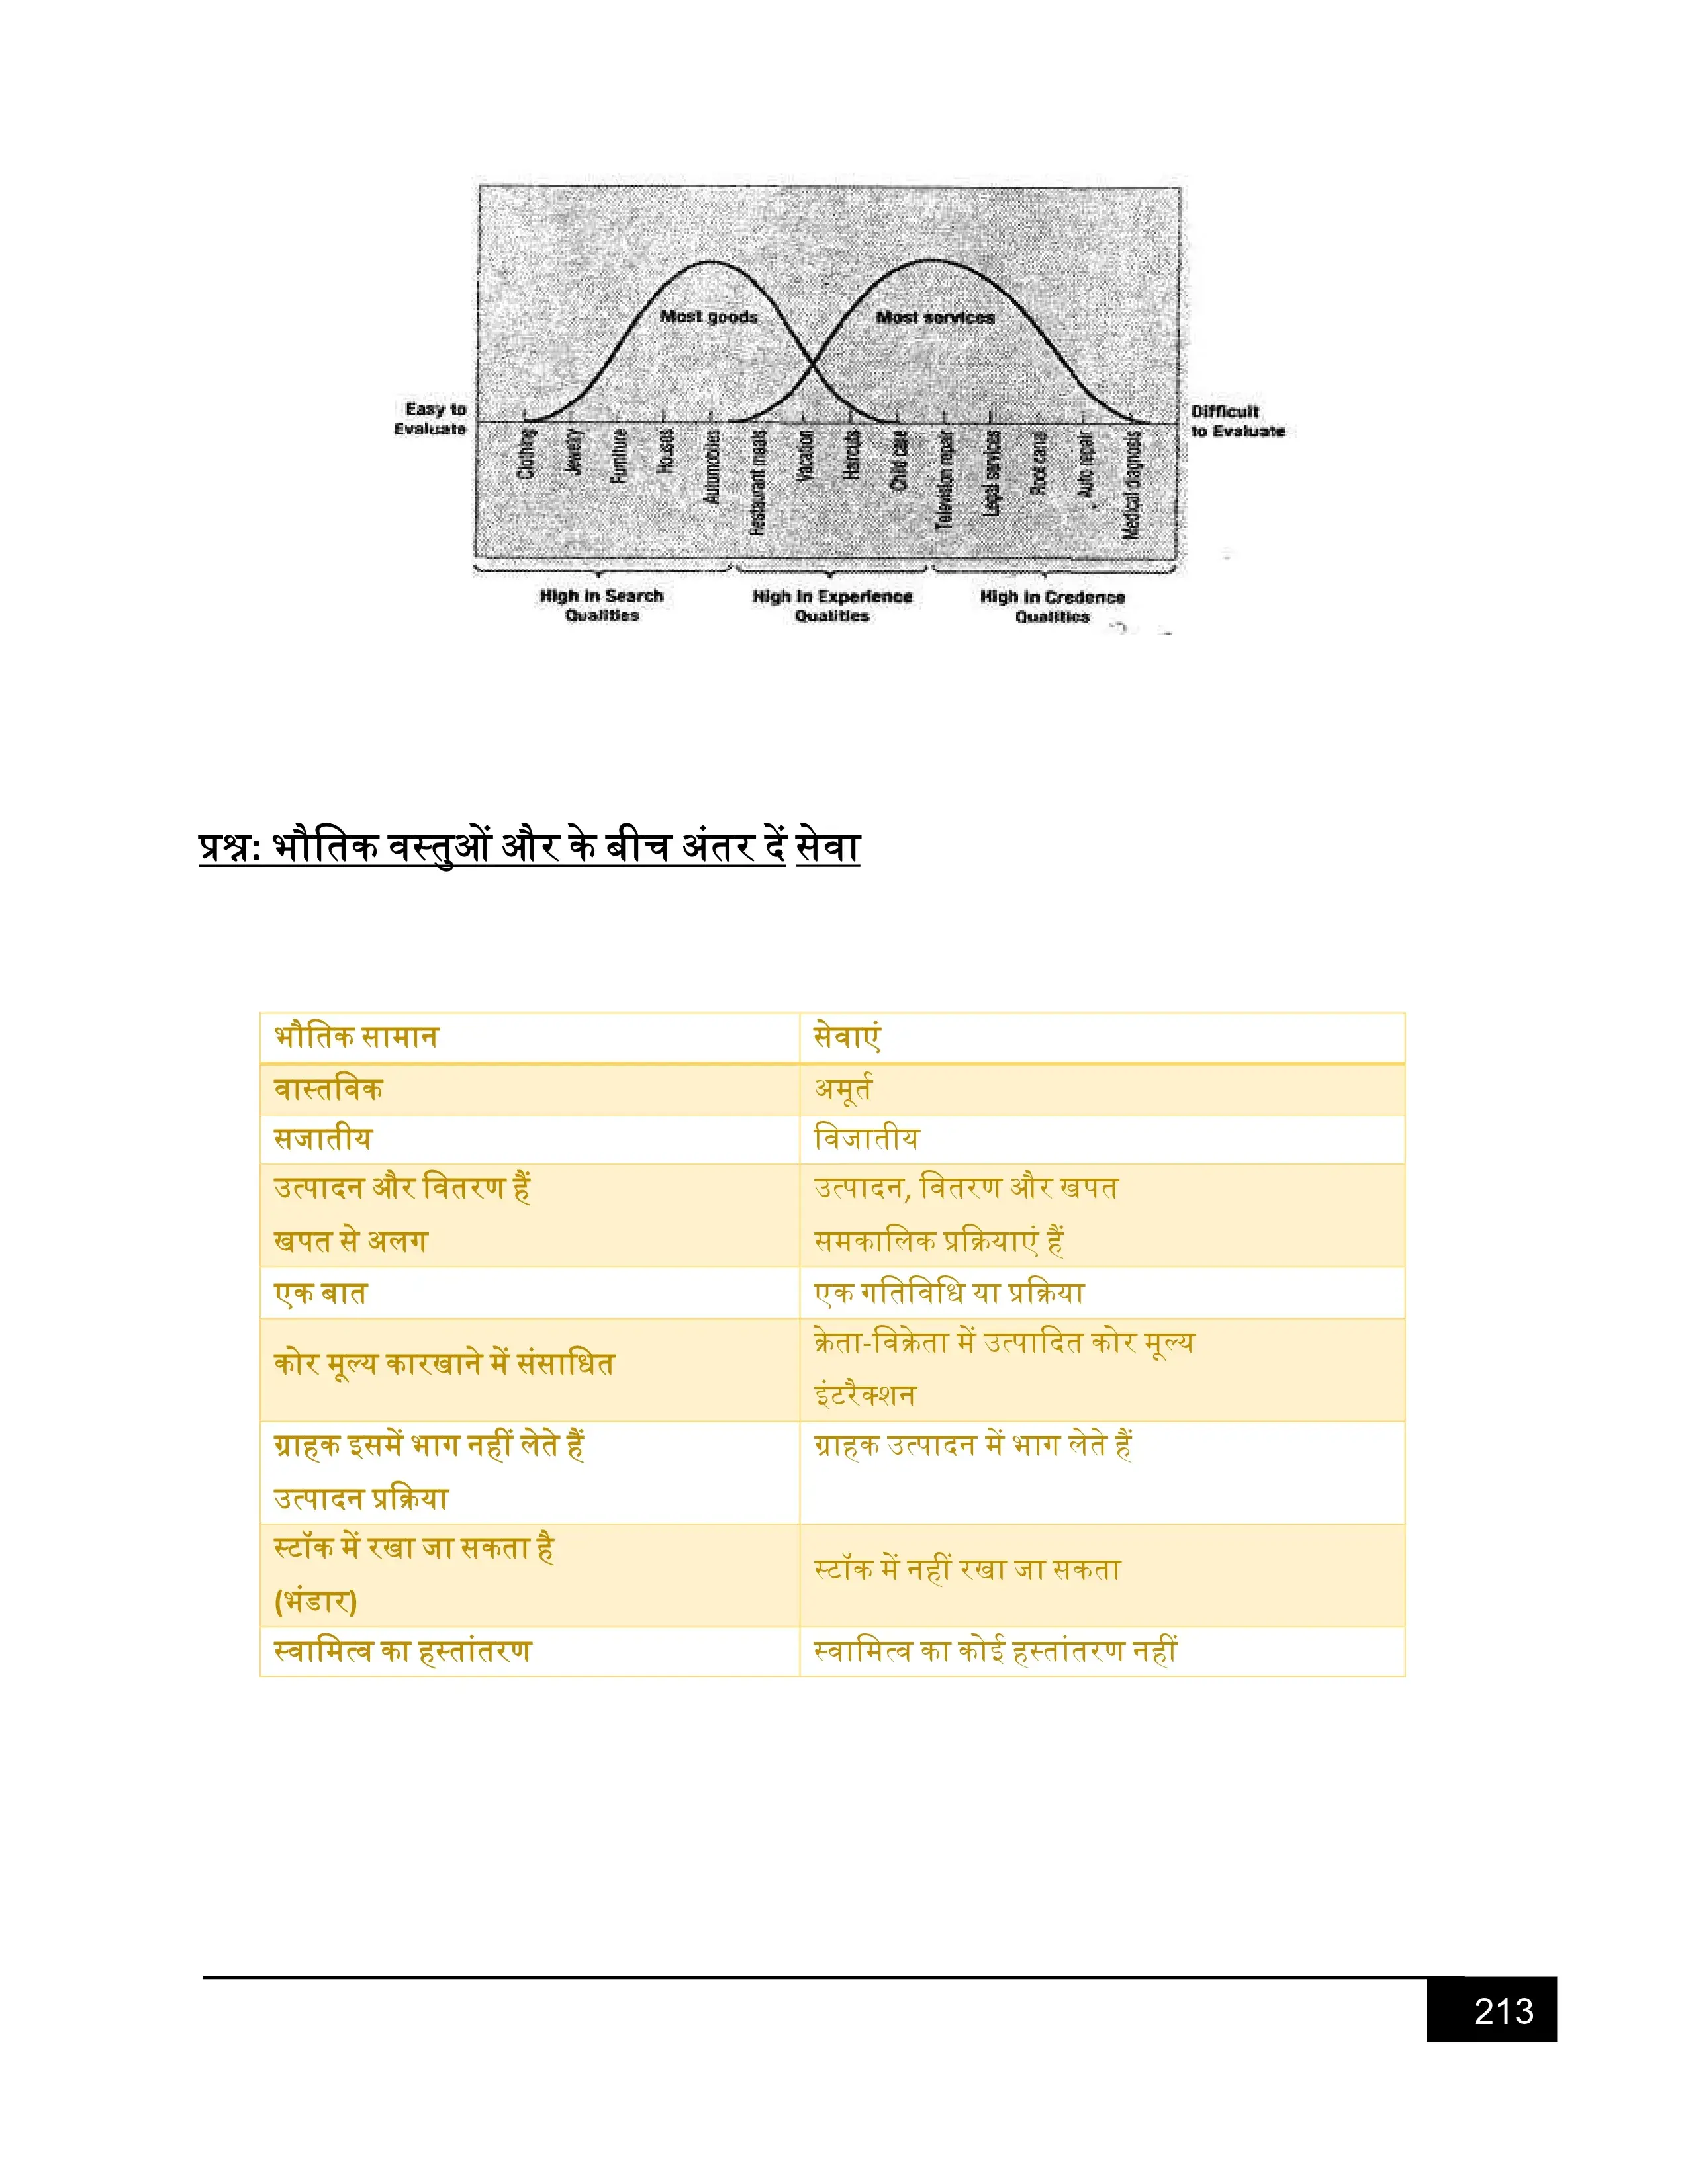 Most goods
Most services
Easy to
Evaluate
Difficult
to Evaluate
Clothing
Jewelry
Furniture
Houses
Automobiles
Restaurant meals
Vacation
Haircuts
Child care
Television repair
Legal services
Root canal
Auto repair
Medical diagnosis
High in Search
Qualities
High in Experience
Qualities
High in Credence
Qualities
प्रश्न: भौतिक वस्तुओं और के बीच अंतर दें सेवा
भौतिक सामान
सेवाएं
वास्तविक
अमूर्त
सजातीय
विजातीय
उत्पादन और वितरण हैं
खपत से अलग
उत्पादन, वितरण और खपत
समकालिक प्रक्रियाएं हैं
एक बात
एक गतिविधि या प्रक्रिया
कोर मूल्य कारखाने में संसाधित
क्रेता-विक्रेता में उत्पादित कोर मूल्य
इंटरैक्शन
ग्राहक इसमें भाग नहीं लेते हैं
उत्पादन प्रक्रिया
ग्राहक उत्पादन में भाग लेते हैं
स्टॉक में रखा जा सकता है
(भंडार)
स्टॉक में नहीं रखा जा सकता
स्वामित्व का हस्तांतरण
स्वामित्व का कोई हस्तांतरण नहीं
213